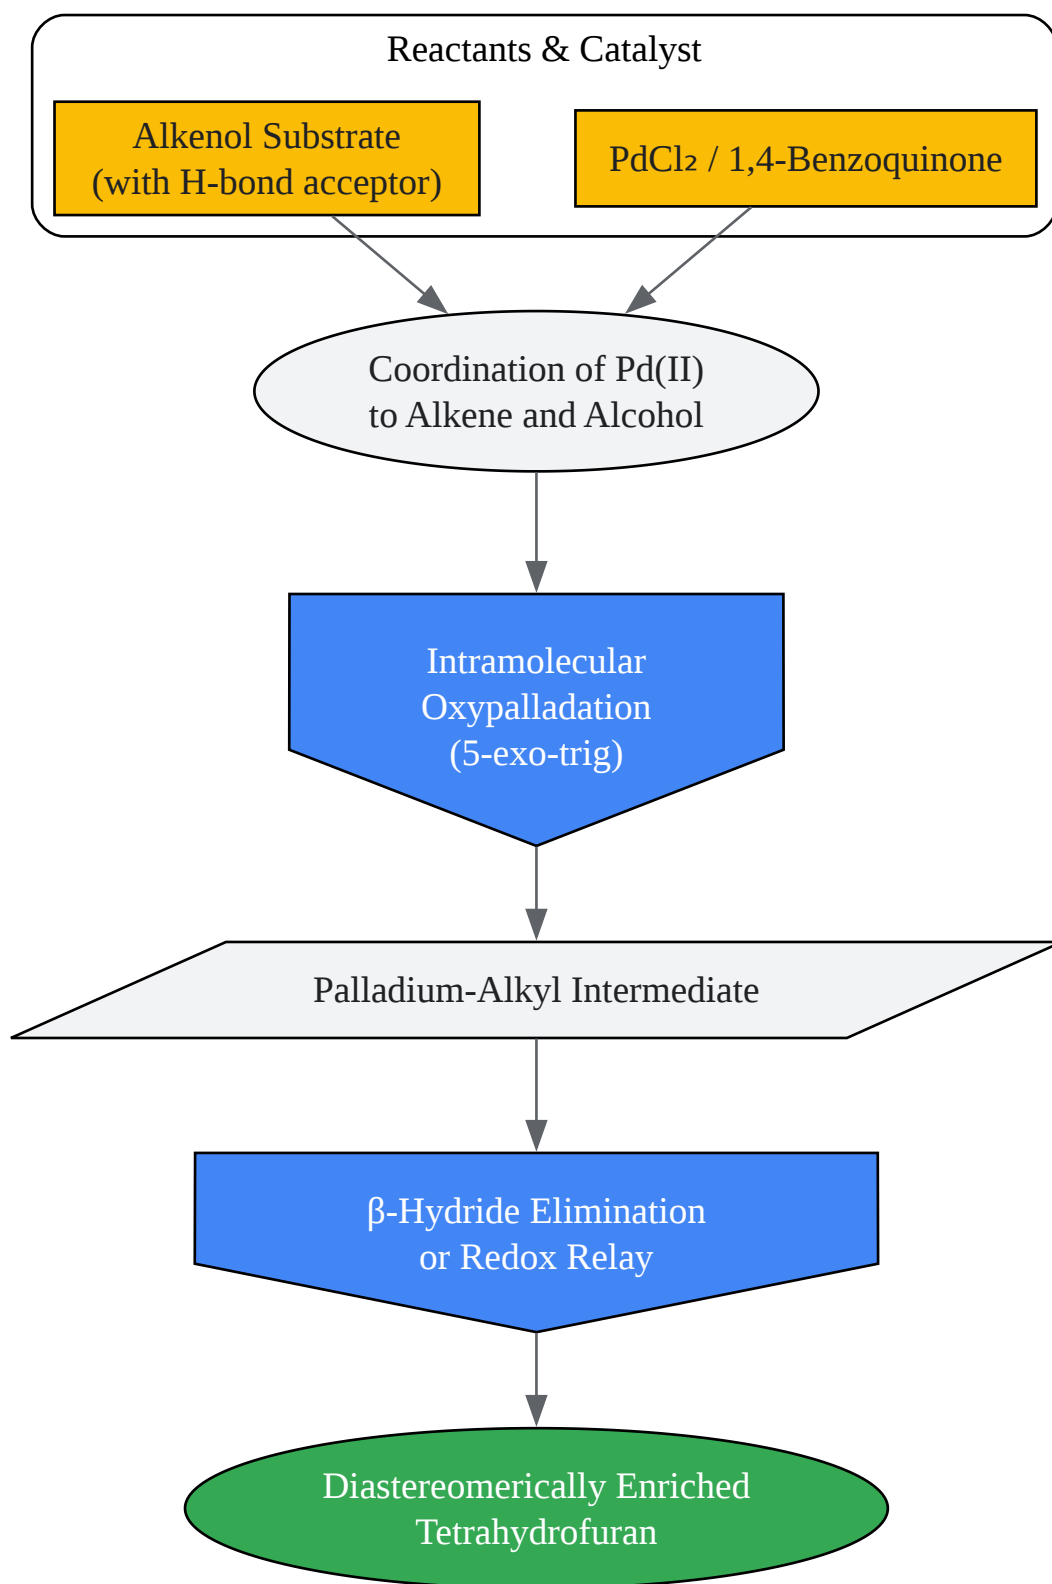 Reactants & Catalyst
Alkenol Substrate
(with H-bond acceptor)
PdCl₂ / 1,4-Benzoquinone
Coordination of Pd(II)
to Alkene and Alcohol
Intramolecular
Oxypalladation
(5-exo-trig)
Palladium-Alkyl Intermediate
β-Hydride Elimination
or Redox Relay
Diastereomerically Enriched
Tetrahydrofuran